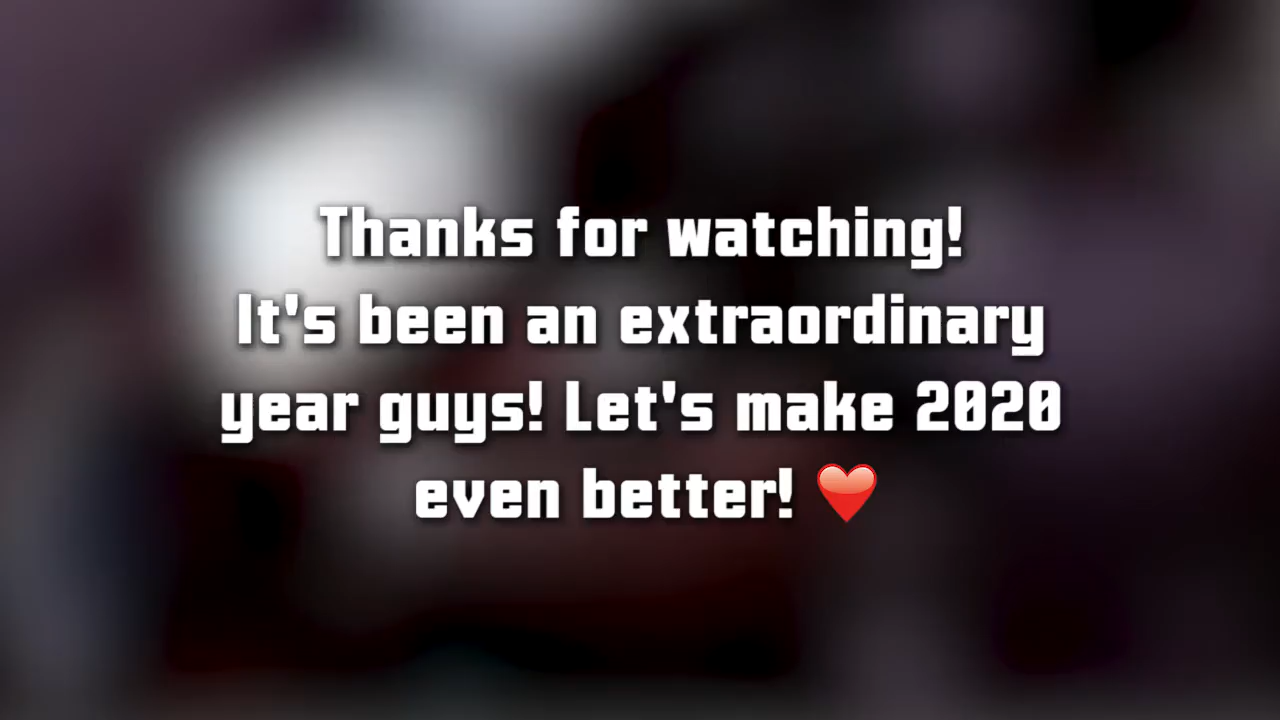 Thanks for watching!
It's been an extraordinary
year guys! Let's make 2020
even better! ❤️